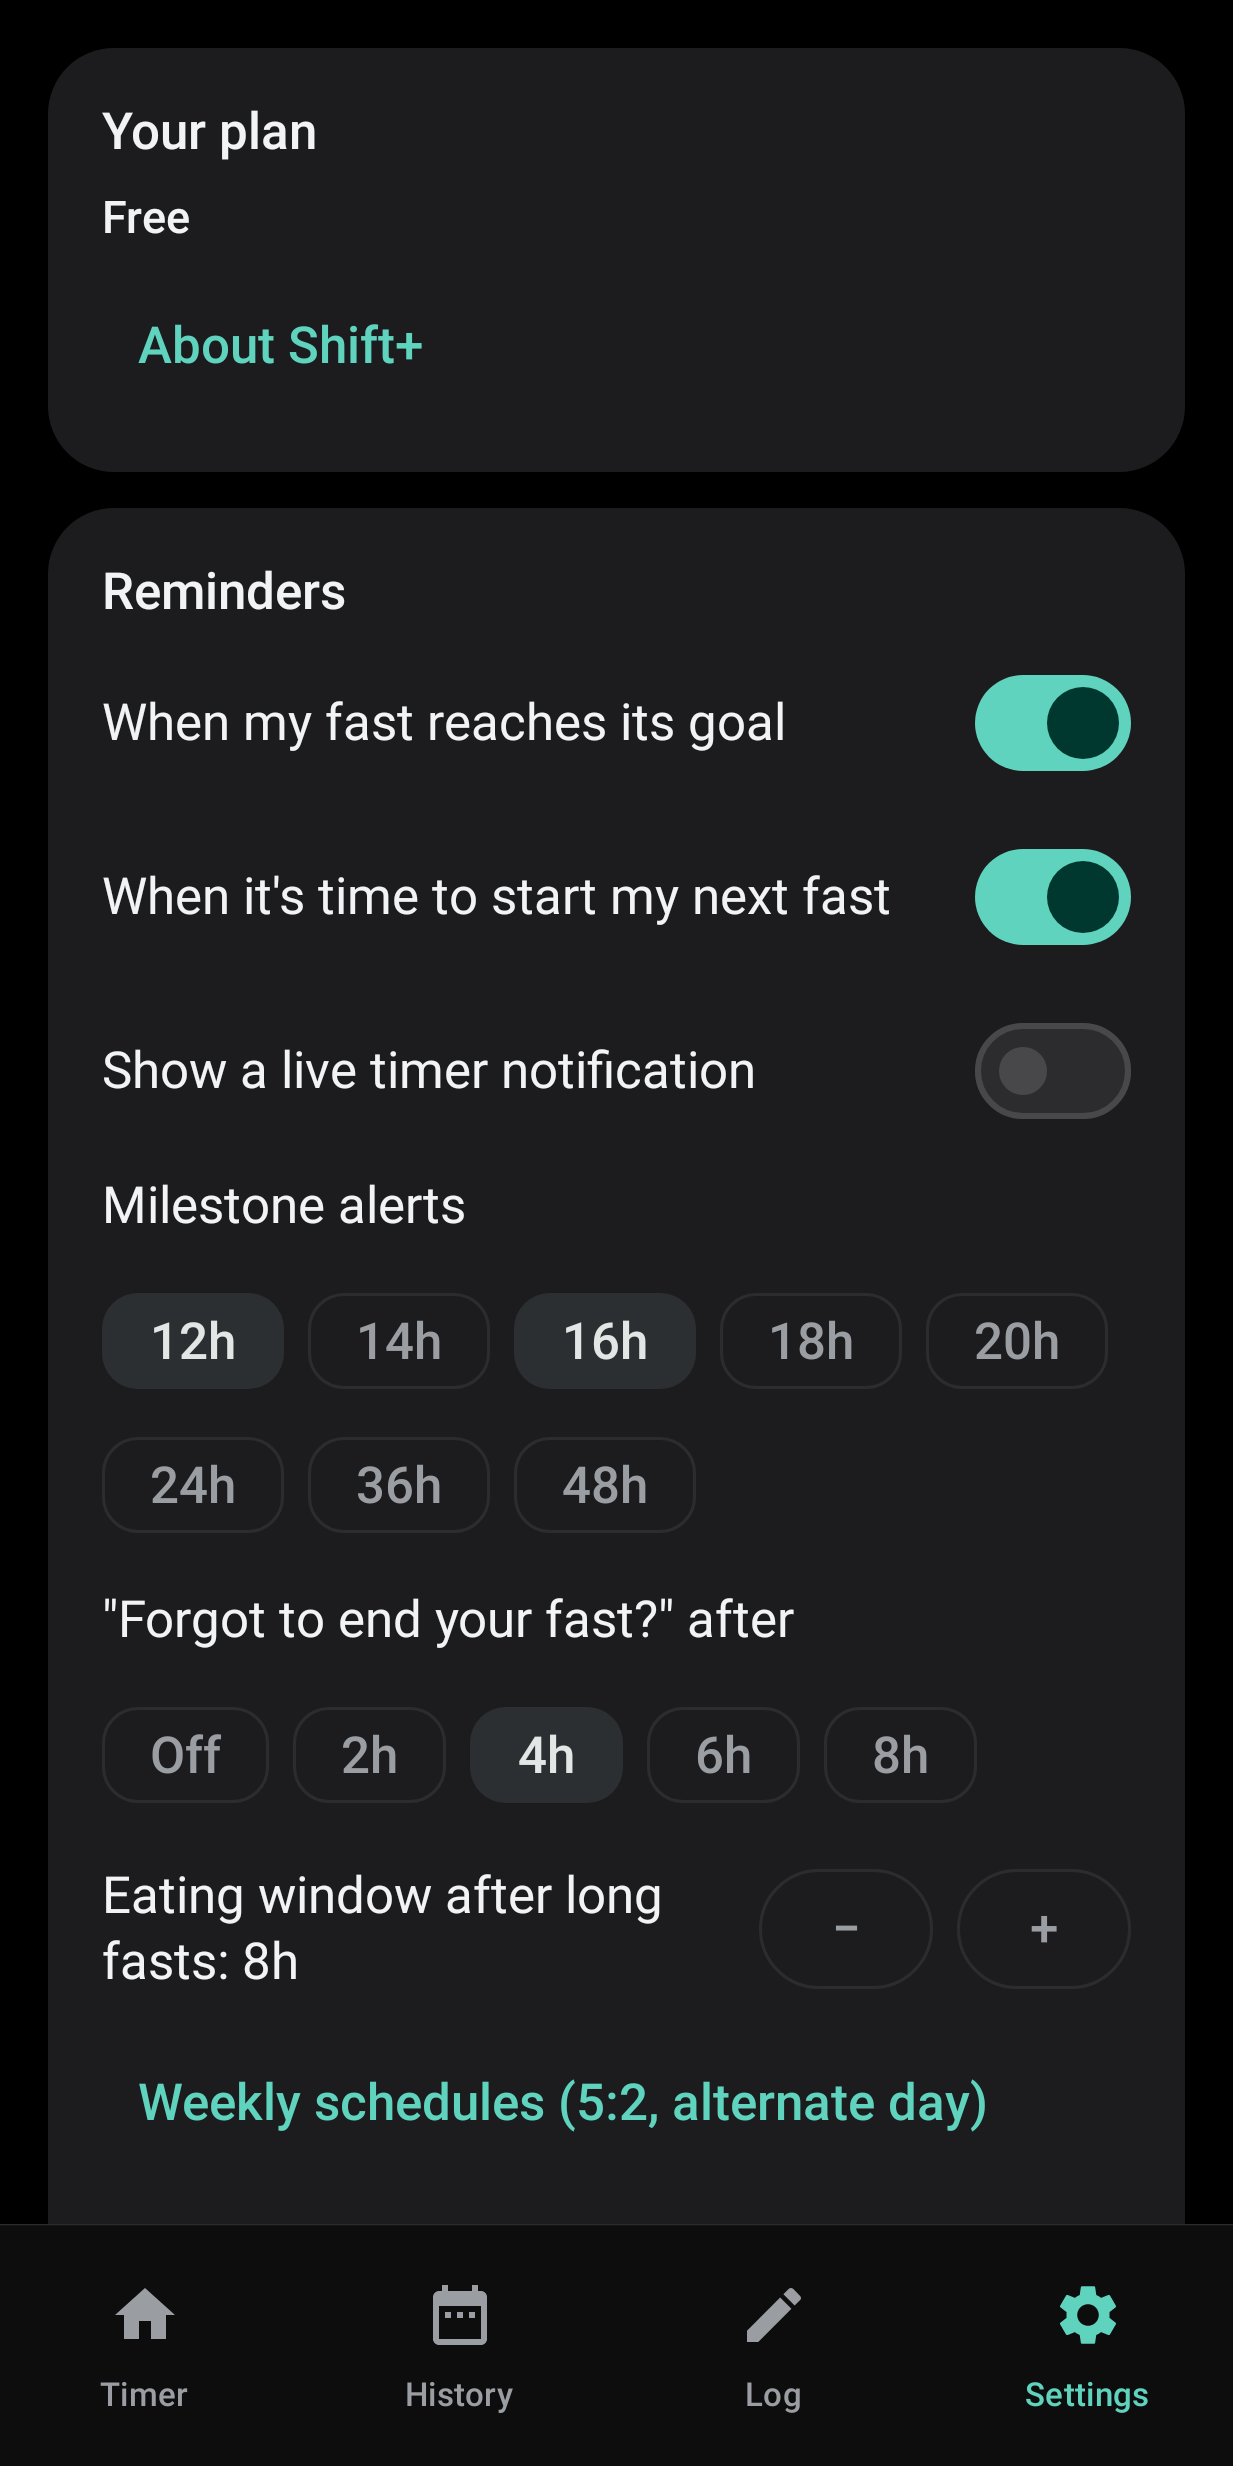 Your plan
Free
About Shift+
Reminders
When my fast reaches its goal
When it's time to start my next fast
Show a live timer notification
Milestone alerts
12h 14h 16h 18h 20h
24h 36h 48h
"Forgot to end your fast?" after
Off 2h 4h 6h 8h
Eating window after long
fasts: 8h
− +
Weekly schedules (5:2, alternate day)
Timer History Log Settings